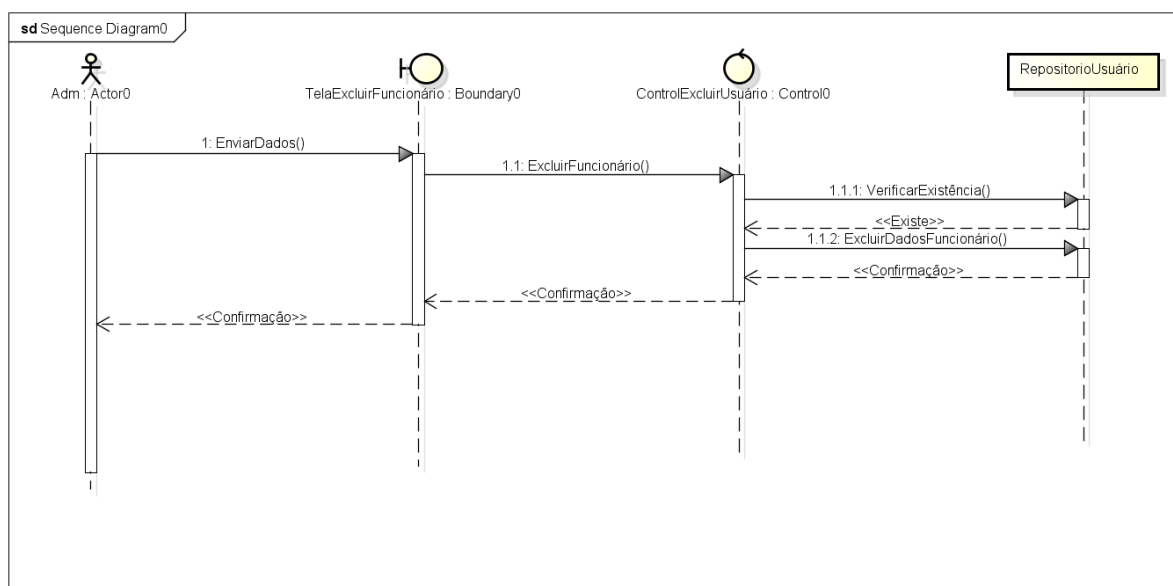 sd Sequence Diagram0
Adm : Actor0
TelaExcluirFuncionário : Boundary0
ControlExcluirUsuário : Control0
RepositorioUsuário
1: EnviarDados()
1.1: ExcluirFuncionário()
1.1.1: VerificarExistência()
<<Existe>>
1.1.2: ExcluirDadosFuncionário()
<<Confirmação>>
<<Confirmação>>
<<Confirmação>>